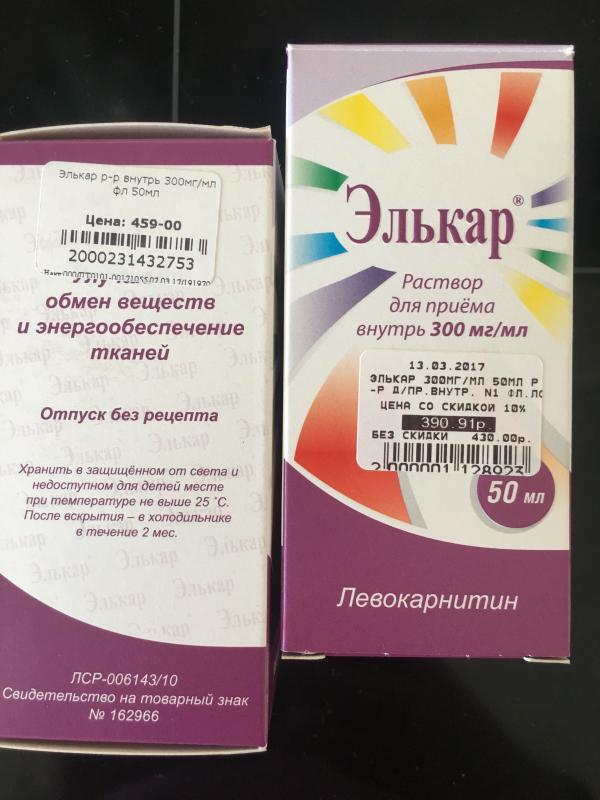 Элькар р-р внутрь 300мг/мл
фл 50мл
Цена: 459-00
2000231432753
обмен веществ
и энергообеспечение
тканей
Отпуск без рецепта
Хранить в защищённом от света и
недоступном для детей месте
при температуре не выше 25 °С.
После вскрытия – в холодильнике
в течение 2 мес.
ЛСР-006143/10
Свидетельство на товарный знак
№ 162966
Элькар®
Раствор
для приёма
внутрь 300 мг/мл
13.03.2017
ЭЛЬКАР 300МГ/МЛ 50МЛ Р
-Р Д/ПР.ВНУТР. N1 ФЛ.
ЦЕНА СО СКИДКОЙ 10%
390.91р.
БЕЗ СКИДКИ 430.00р.
2 000001 128923
50 мл
Левокарнитин